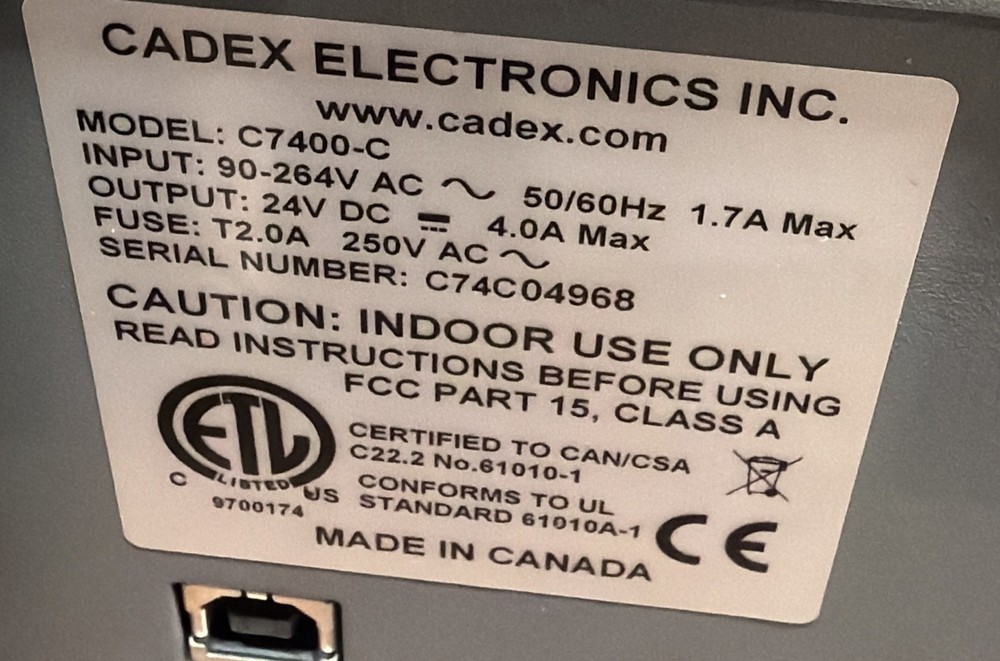 CADEX ELECTRONICS INC.
www.cadex.com
MODEL: C7400-C
INPUT: 90-264V AC 50/60Hz 1.7A Max
OUTPUT: 24V DC 4.0A Max
FUSE: T2.0A 250V AC
SERIAL NUMBER: C74C04968
CAUTION: INDOOR USE ONLY
READ INSTRUCTIONS BEFORE USING
FCC PART 15, CLASS A
ETL
LISTED
C US
9700174
CERTIFIED TO CAN/CSA
C22.2 No.61010-1
CONFORMS TO UL
STANDARD 61010A-1
CE
MADE IN CANADA